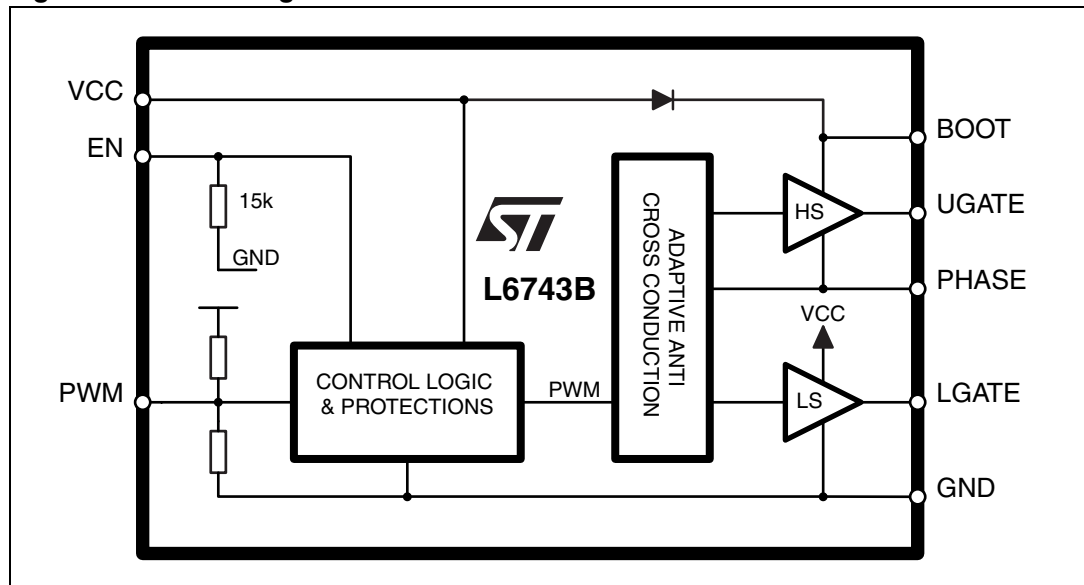 VCC
EN
15k
GND
PWM
ST
L6743B
CONTROL LOGIC
& PROTECTIONS
PWM
ADAPTIVE ANTI
CROSS CONDUCTION
HS
VCC
LS
BOOT
UGATE
PHASE
LGATE
GND